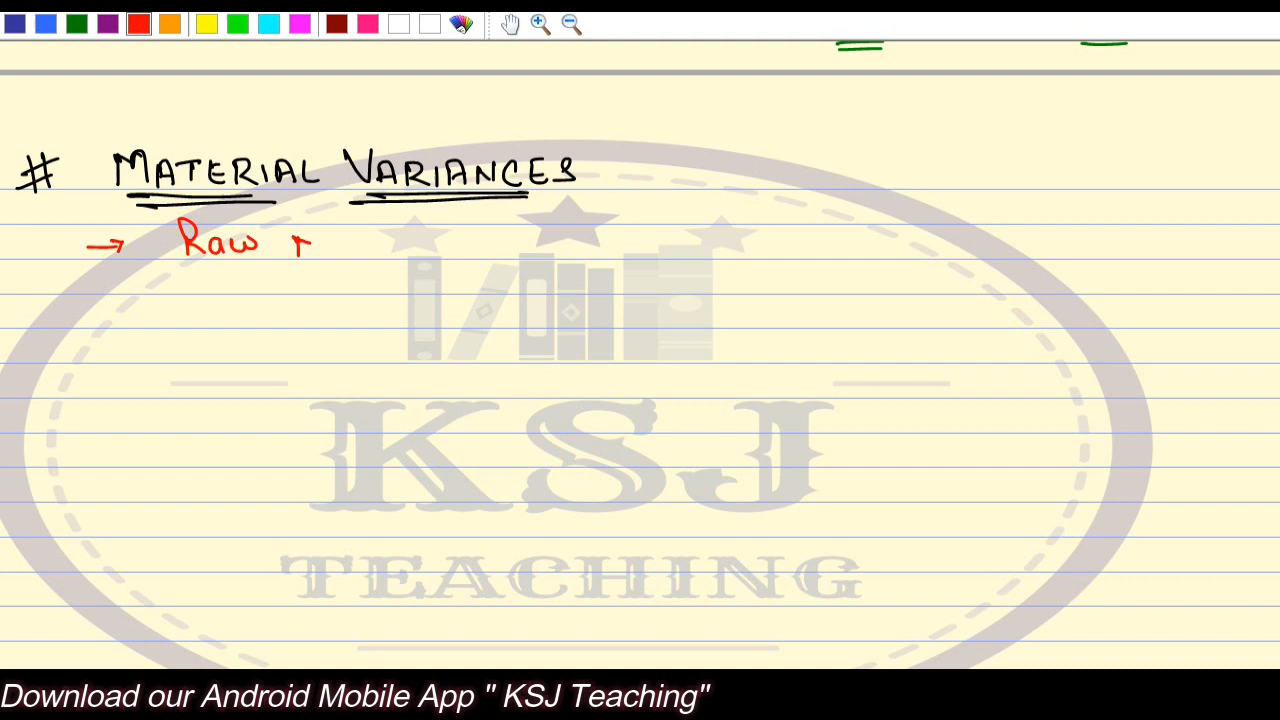 # MATERIAL VARIANCES
→ Raw
KSJ
TEACHING
Download our Android Mobile App " KSJ Teaching"